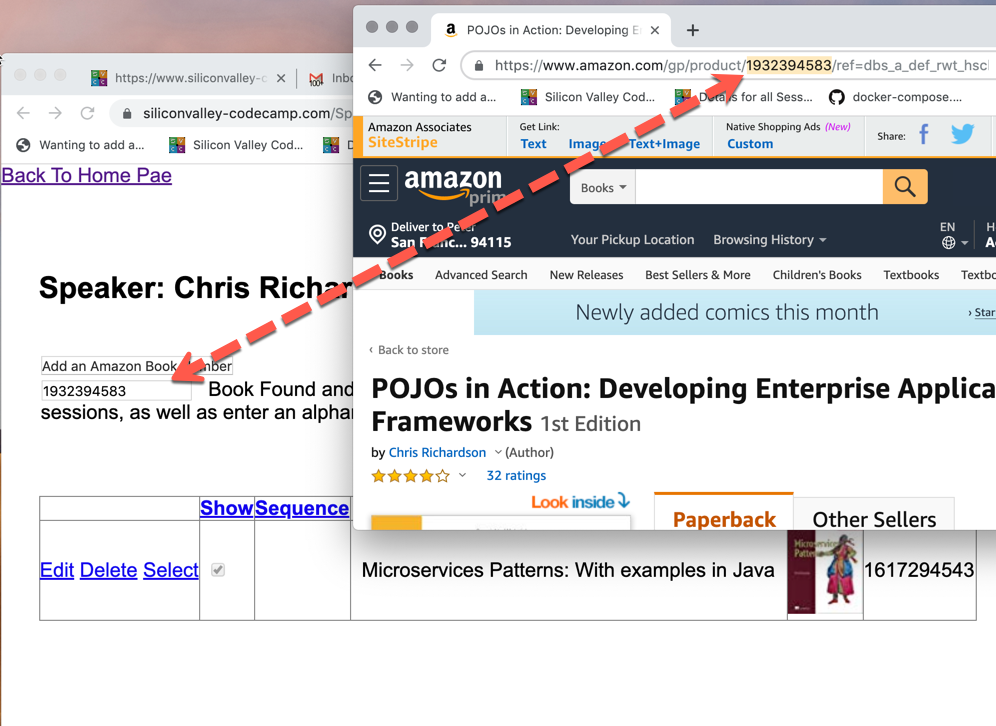 POJOs in Action: Developing E
https://www.siliconvalley-c
Inb
https://www.amazon.com/gp/product/1932394583/ref=dbs_a_def_rwt_hscl
siliconvalley-codecamp.com/Sp
Wanting to add a...
Silicon Valley Cod...
Details for all Sess...
docker-compose....
Wanting to add a...
Silicon Valley Cod...
D
Back To Home Pae
Amazon Associates
SiteStripe
Get Link:
Text
Image
Text+Image
Native Shopping Ads (New)
Custom
Share:
amazon
prime
Books
Deliver to Peter
San Franc... 94115
Your Pickup Location
Browsing History
EN
Books
Advanced Search
New Releases
Best Sellers & More
Children's Books
Textbooks
Textbo
Newly added comics this month
› Star
Speaker: Chris Richar
‹ Back to store
POJOs in Action: Developing Enterprise Applica
Frameworks 1st Edition
by Chris Richardson (Author)
32 ratings
Look inside
Paperback
Other Sellers
Add an Amazon Book Number
1932394583
Book Found and
sessions, as well as enter an alphar
Show
Sequence
Edit Delete Select
Microservices Patterns: With examples in Java
Microservices
Patterns
1617294543